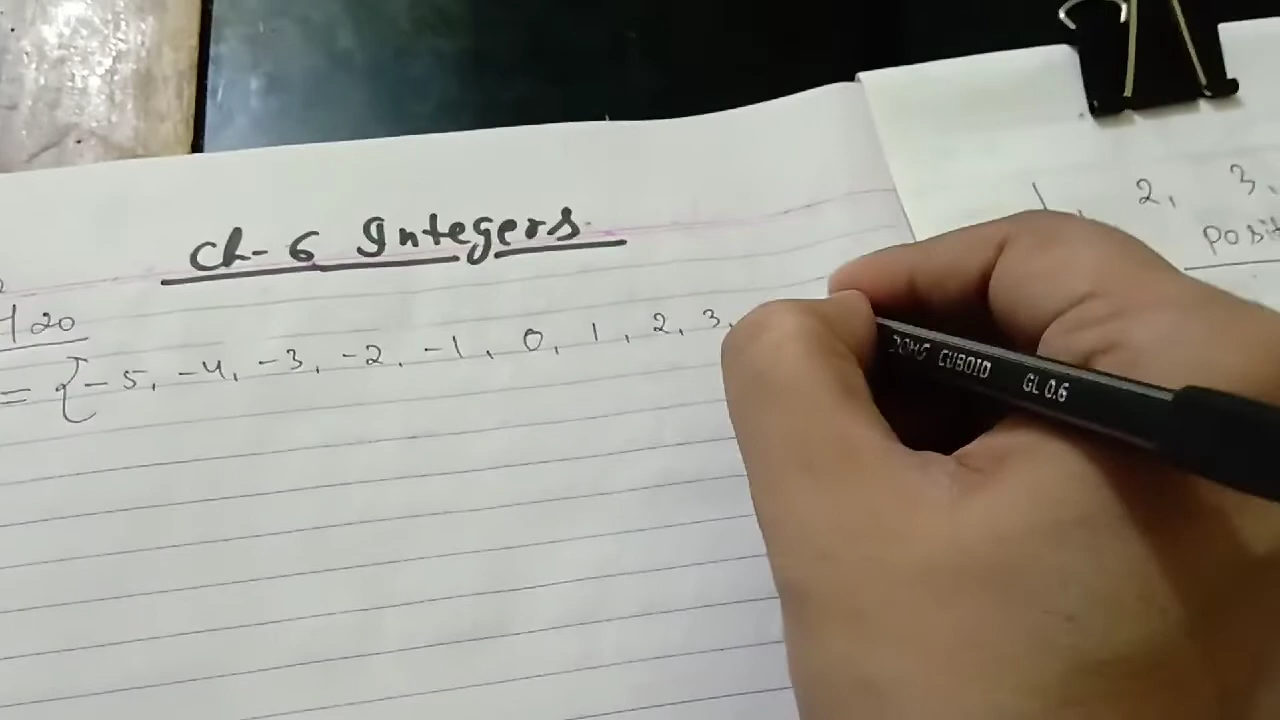 Ch-6 Integers
120
= {-5, -4, -3, -2, -1, 0, 1, 2, 3,
1, 2, 3,
posit
DOMS CUBOID GL 0.6